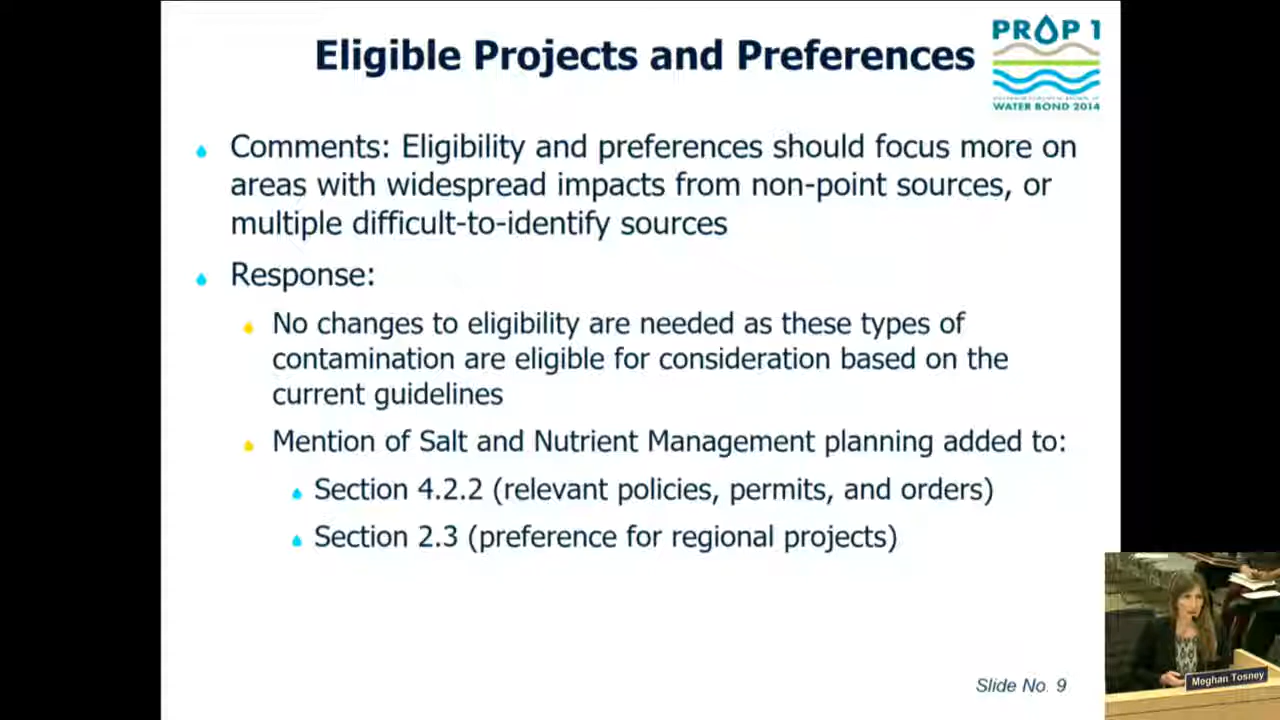 Eligible Projects and Preferences
PROP 1
WATER BOND 2014
Comments: Eligibility and preferences should focus more on
areas with widespread impacts from non-point sources, or
multiple difficult-to-identify sources
Response:
No changes to eligibility are needed as these types of
contamination are eligible for consideration based on the
current guidelines
Mention of Salt and Nutrient Management planning added to:
Section 4.2.2 (relevant policies, permits, and orders)
Section 2.3 (preference for regional projects)
Slide No. 9
Meghan Tosney